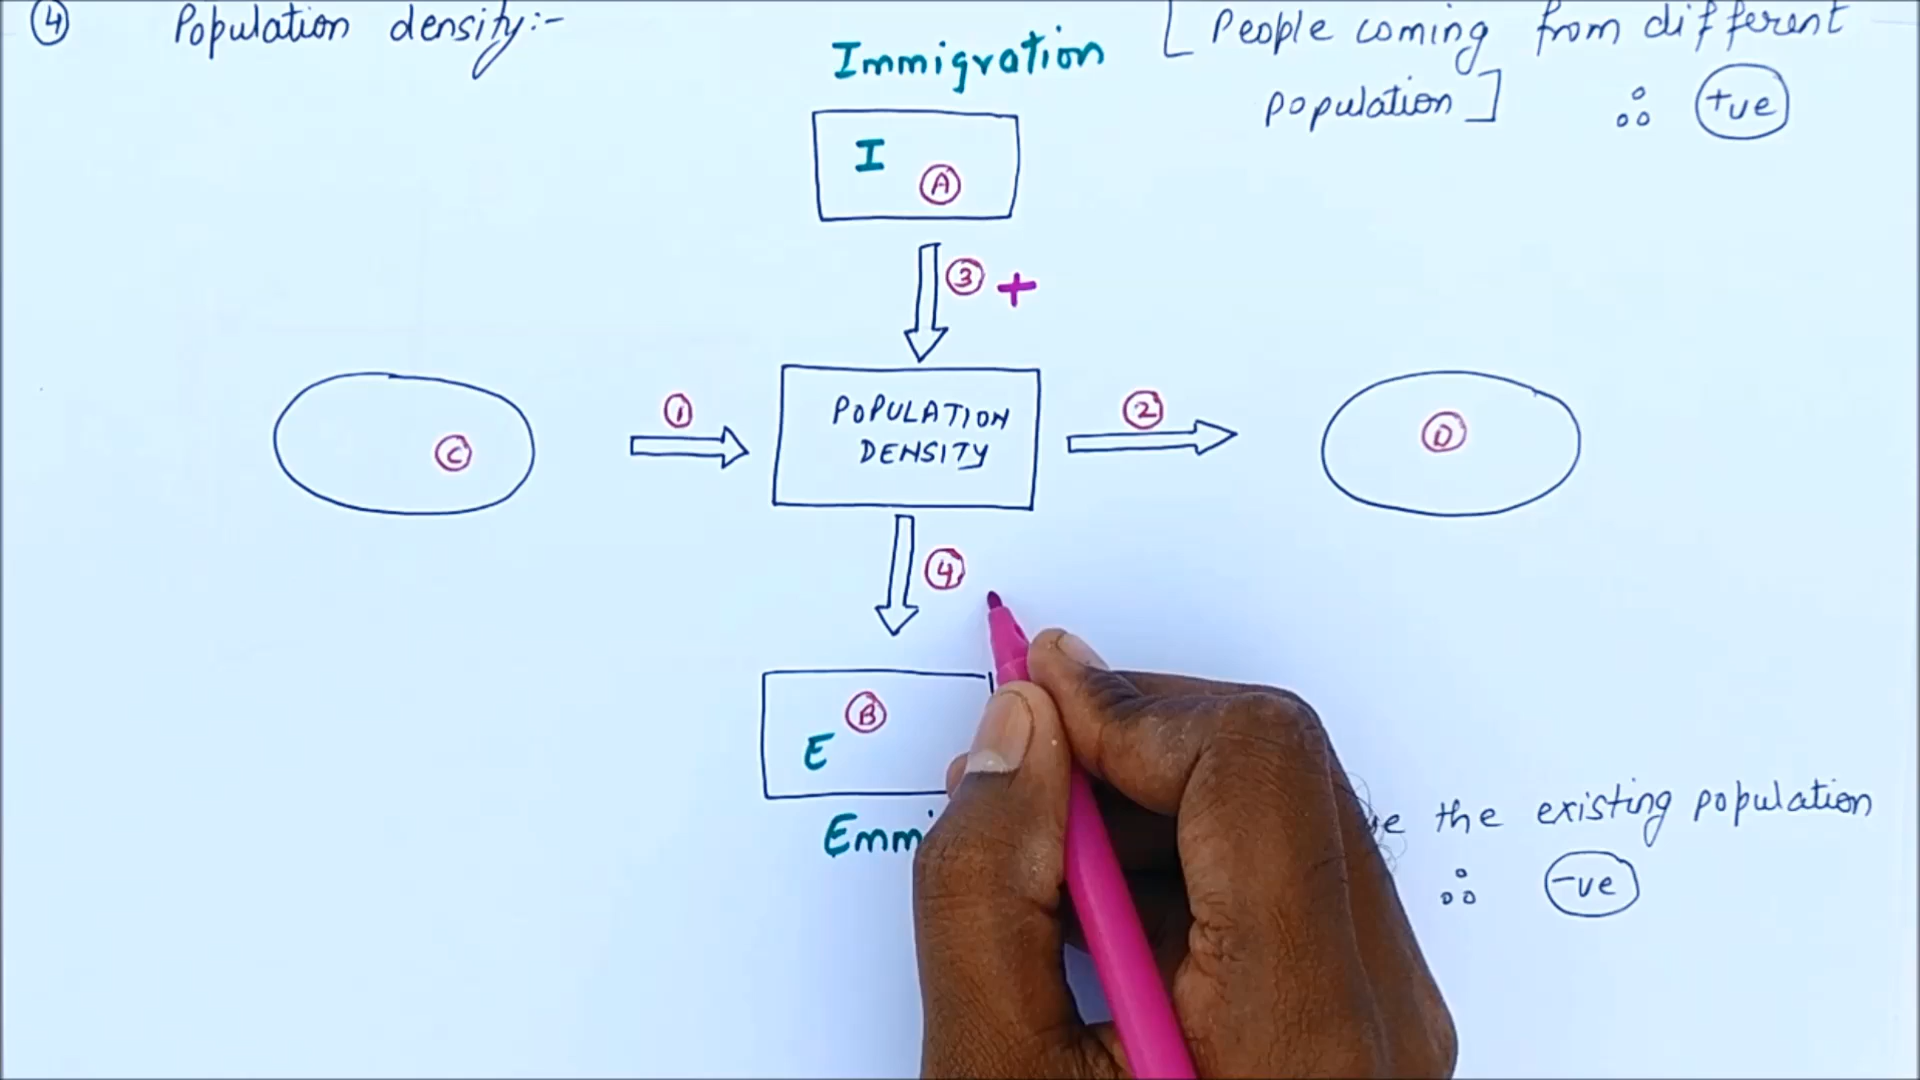 ④ Population density:-
Immigration
[ People coming from different
population ] ∴ +ve
I
A
③ +
C
①
POPULATION
DENSITY
②
D
④
B
E
the existing population
∴ -ve